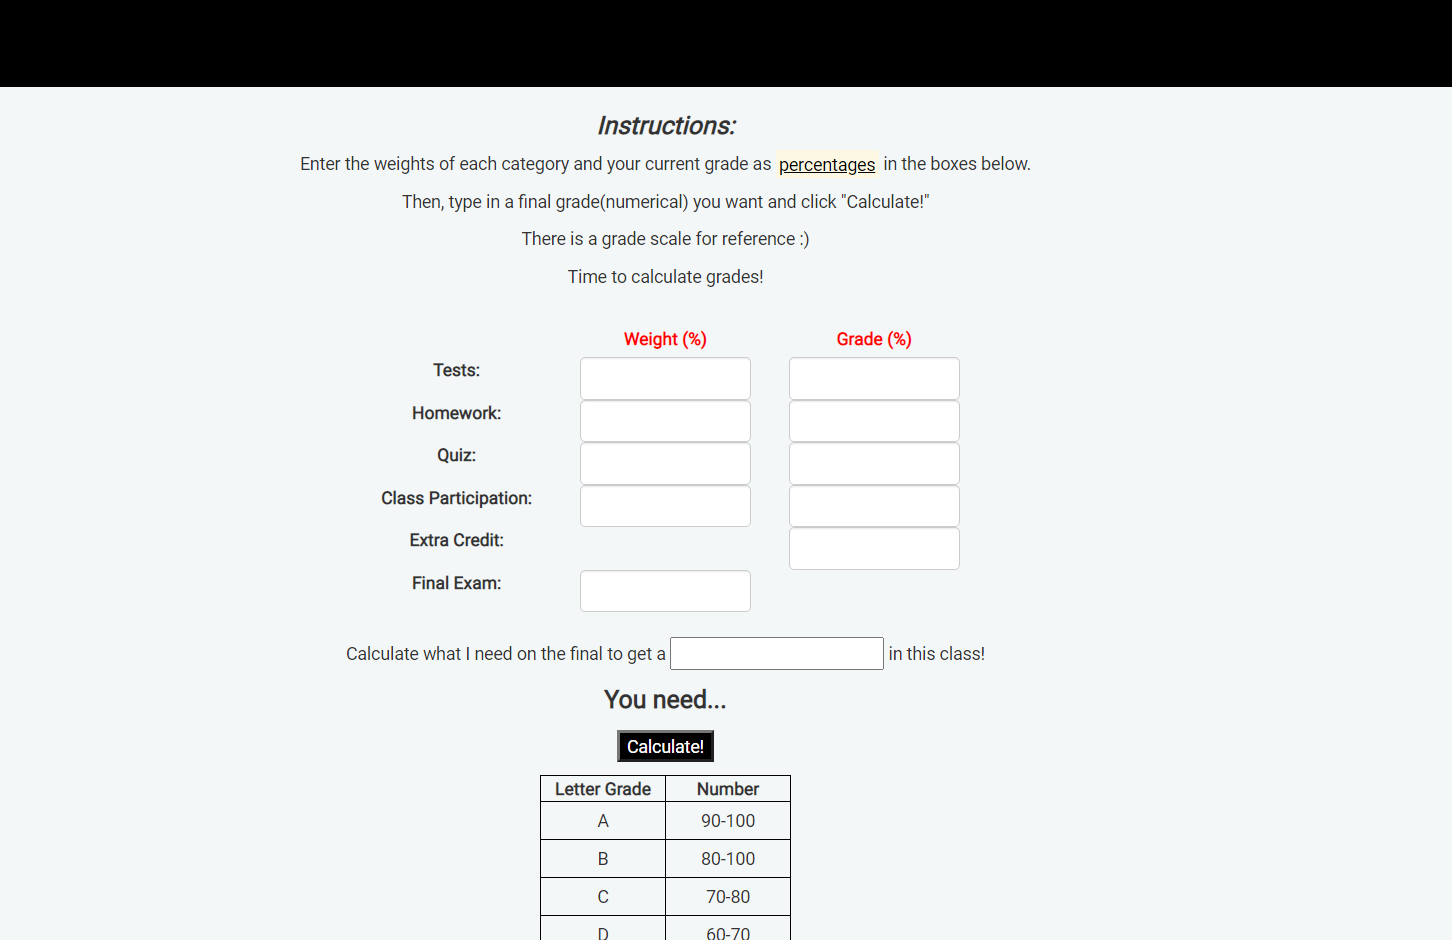 Instructions:
Enter the weights of each category and your current grade as percentages in the boxes below.
Then, type in a final grade(numerical) you want and click "Calculate!"
There is a grade scale for reference :)
Time to calculate grades!
Weight (%) Grade (%)
Tests:
Homework:
Quiz:
Class Participation:
Extra Credit:
Final Exam:
Calculate what I need on the final to get a in this class!
You need...
Calculate!
Letter Grade Number
A 90-100
B 80-100
C 70-80
D 60-70